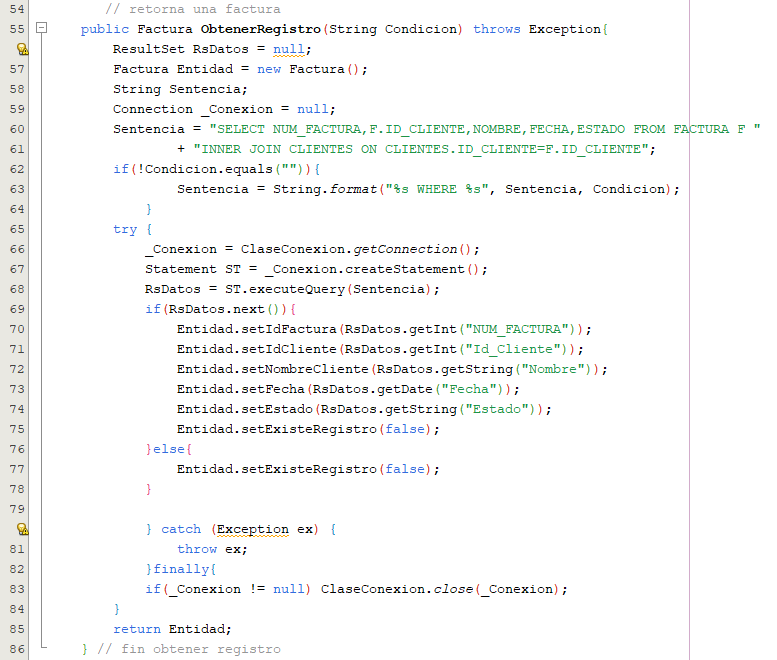 54 // retorna una factura
55 public Factura ObtenerRegistro(String Condicion) throws Exception{
ResultSet RsDatos = null;
57 Factura Entidad = new Factura();
58 String Sentencia;
59 Connection _Conexion = null;
60 Sentencia = "SELECT NUM_FACTURA,F.ID_CLIENTE,NOMBRE,FECHA,ESTADO FROM FACTURA F "
61 + "INNER JOIN CLIENTES ON CLIENTES.ID_CLIENTE=F.ID_CLIENTE";
62 if(!Condicion.equals("")){
63 Sentencia = String.format("%s WHERE %s", Sentencia, Condicion);
64 }
65 try {
66 _Conexion = ClaseConexion.getConnection();
67 Statement ST = _Conexion.createStatement();
68 RsDatos = ST.executeQuery(Sentencia);
69 if(RsDatos.next()){
70 Entidad.setIdFactura(RsDatos.getInt("NUM_FACTURA"));
71 Entidad.setIdCliente(RsDatos.getInt("Id_Cliente"));
72 Entidad.setNombreCliente(RsDatos.getString("Nombre"));
73 Entidad.setFecha(RsDatos.getDate("Fecha"));
74 Entidad.setEstado(RsDatos.getString("Estado"));
75 Entidad.setExisteRegistro(false);
76 }else{
77 Entidad.setExisteRegistro(false);
78 }
79
} catch (Exception ex) {
81 throw ex;
82 }finally{
83 if(_Conexion != null) ClaseConexion.close(_Conexion);
84 }
85 return Entidad;
86 } // fin obtener registro